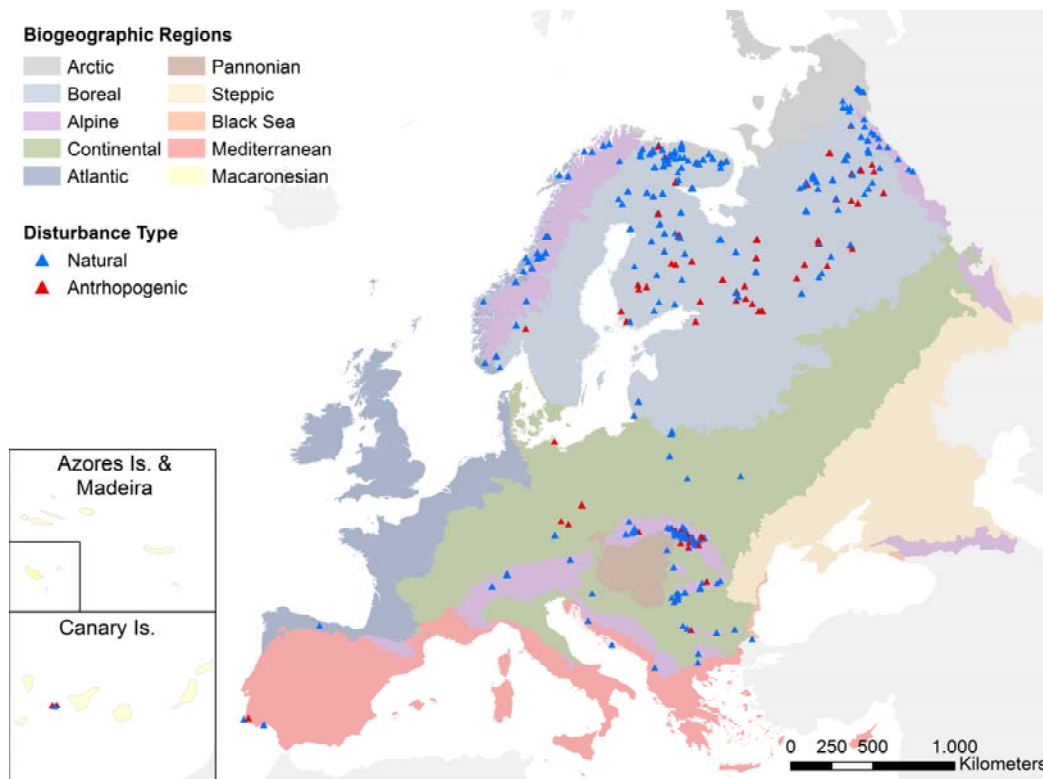 Biogeographic Regions
Arctic
Pannonian
Boreal
Steppic
Alpine
Black Sea
Continental
Mediterranean
Atlantic
Macaronesian
Disturbance Type
Natural
Antrhopogenic
Azores Is. &
Madeira
Canary Is.
0 250 500 1.000
Kilometers